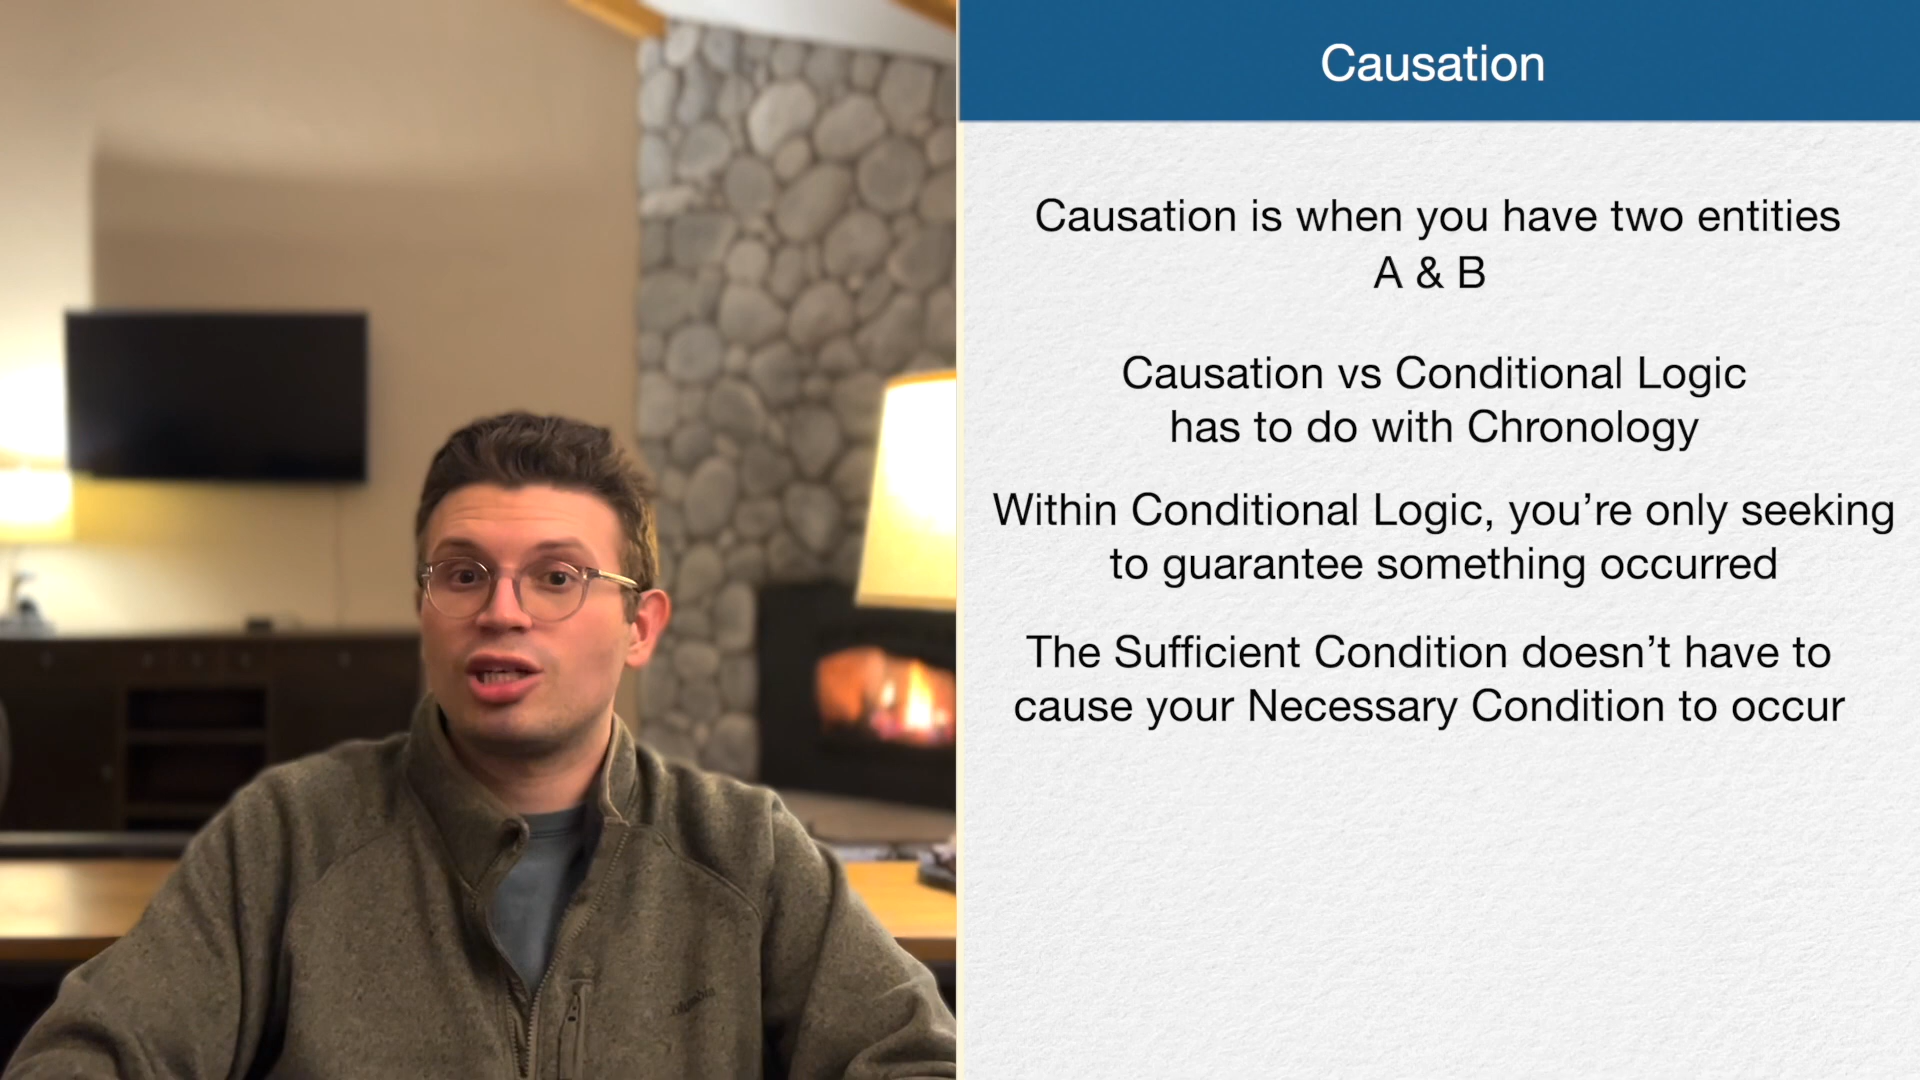 Causation
Causation is when you have two entities
A & B
Causation vs Conditional Logic
has to do with Chronology
Within Conditional Logic, you’re only seeking
to guarantee something occurred
The Sufficient Condition doesn’t have to
cause your Necessary Condition to occur
Columbia